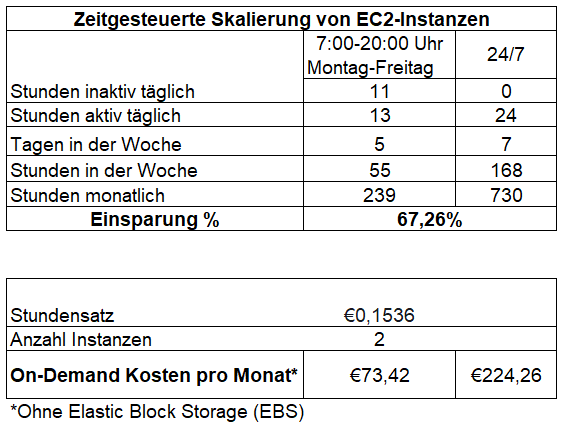 Zeitgesteuerte Skalierung von EC2-Instanzen
7:00-20:00 Uhr
Montag-Freitag 24/7
Stunden inaktiv täglich 11 0
Stunden aktiv täglich 13 24
Tagen in der Woche 5 7
Stunden in der Woche 55 168
Stunden monatlich 239 730
Einsparung % 67,26%
Stundensatz €0,1536
Anzahl Instanzen 2
On-Demand Kosten pro Monat* €73,42 €224,26
*Ohne Elastic Block Storage (EBS)